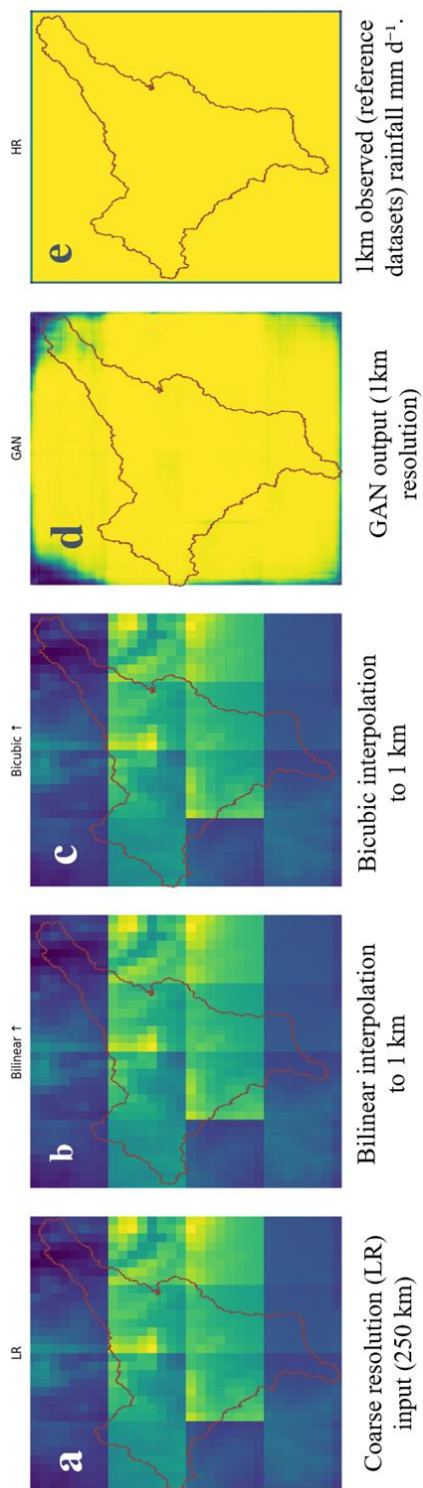 LR
a
Coarse resolution (LR)
input (250 km)
Bilinear ↑
b
Bilinear interpolation
to 1 km
Bicubic ↑
c
Bicubic interpolation
to 1 km
GAN
d
GAN output (1km
resolution)
HR
e
1km observed (reference
datasets) rainfall mm d⁻¹.